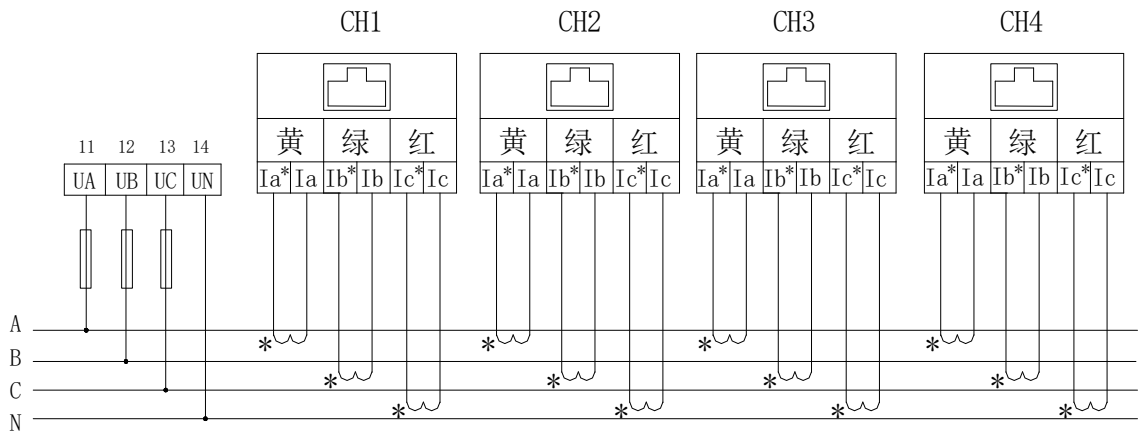 CH1 CH2 CH3 CH4
黄 绿 红 黄 绿 红 黄 绿 红 黄 绿 红
11 12 13 14
UA UB UC UN
Ia* Ia Ib* Ib Ic* Ic Ia* Ia Ib* Ib Ic* Ic Ia* Ia Ib* Ib Ic* Ic Ia* Ia Ib* Ib Ic* Ic
A
* * * *
B
* * * *
C
* * * *
N